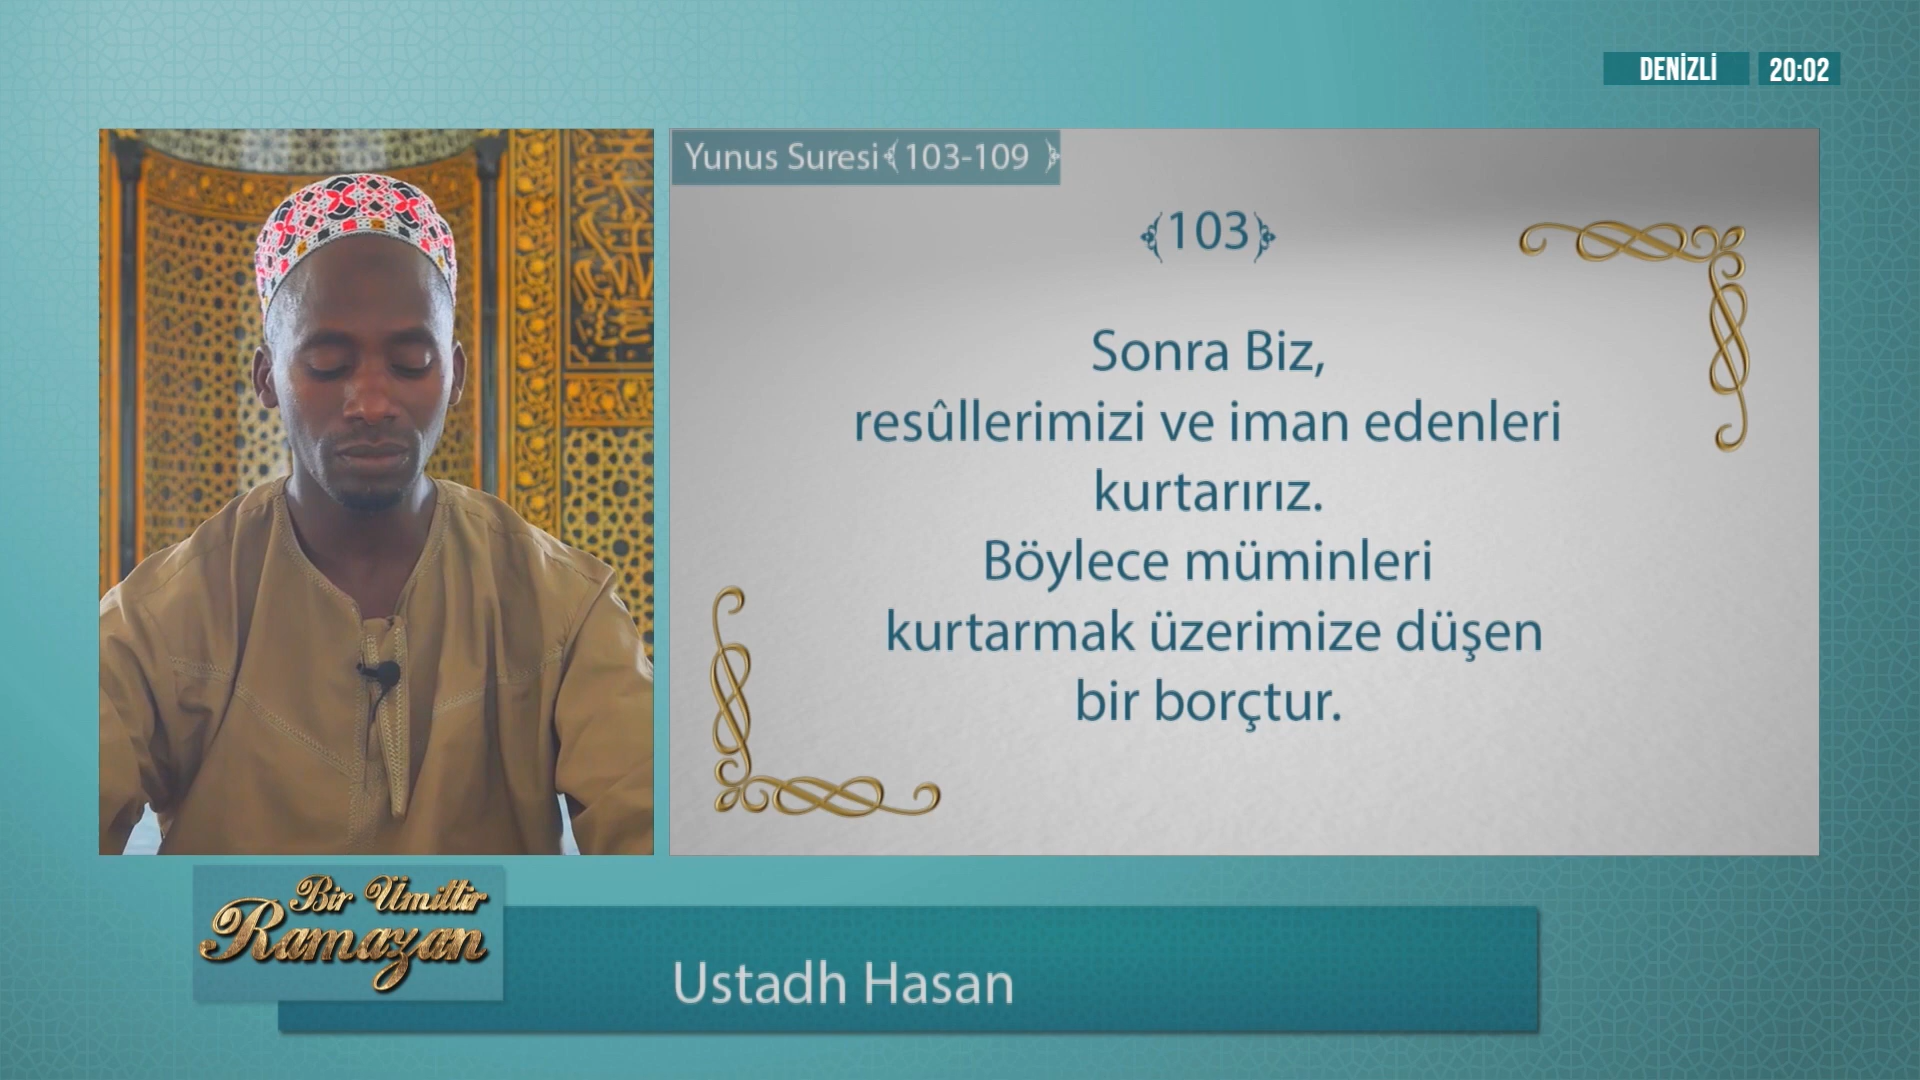 DENİZLİ 20:02
Yunus Suresi ﴾103-109 ﴿
﴾103﴿
Sonra Biz,
resûllerimizi ve iman edenleri
kurtarırız.
Böylece müminleri
kurtarmak üzerimize düşen
bir borçtur.
Bir Ümittir
Ramazan
Ustadh Hasan